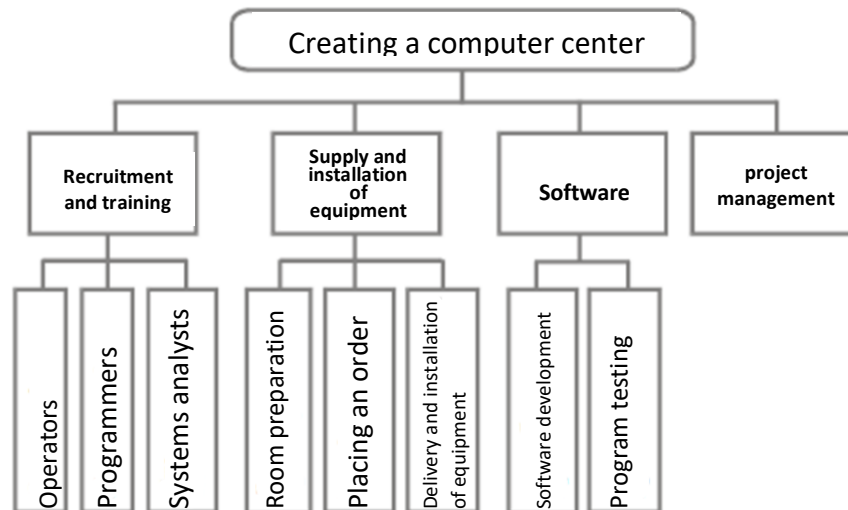 Creating a computer center
Recruitment
and training
Supply and
installation
of
equipment
Software
project
management
Operators
Programmers
Systems analysts
Room preparation
Placing an order
Delivery and installation
of equipment
Software development
Program testing